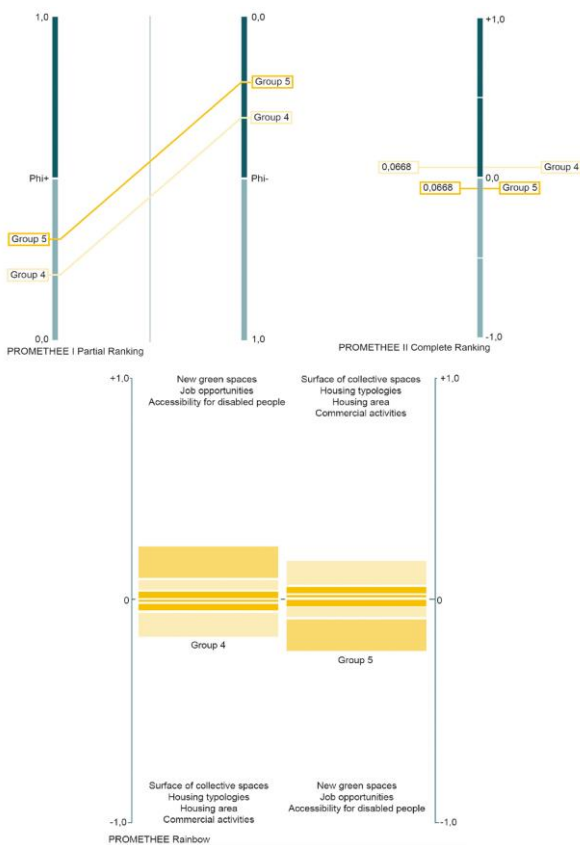 1,0
0,0
Group 5
Group 4
Phi+
Phi-
Group 5
Group 4
0,0
1,0
PROMETHEE I Partial Ranking
+1,0
0,0668
Group 4
0,0
0,0668
Group 5
-1,0
PROMETHEE II Complete Ranking
+1,0
New green spaces
Job opportunities
Accessibility for disabled people
Surface of collective spaces
Housing typologies
Housing area
Commercial activities
+1,0
0
0
Group 4
Group 5
Surface of collective spaces
Housing typologies
Housing area
Commercial activities
New green spaces
Job opportunities
Accessibility for disabled people
-1,0
-1,0
PROMETHEE Rainbow